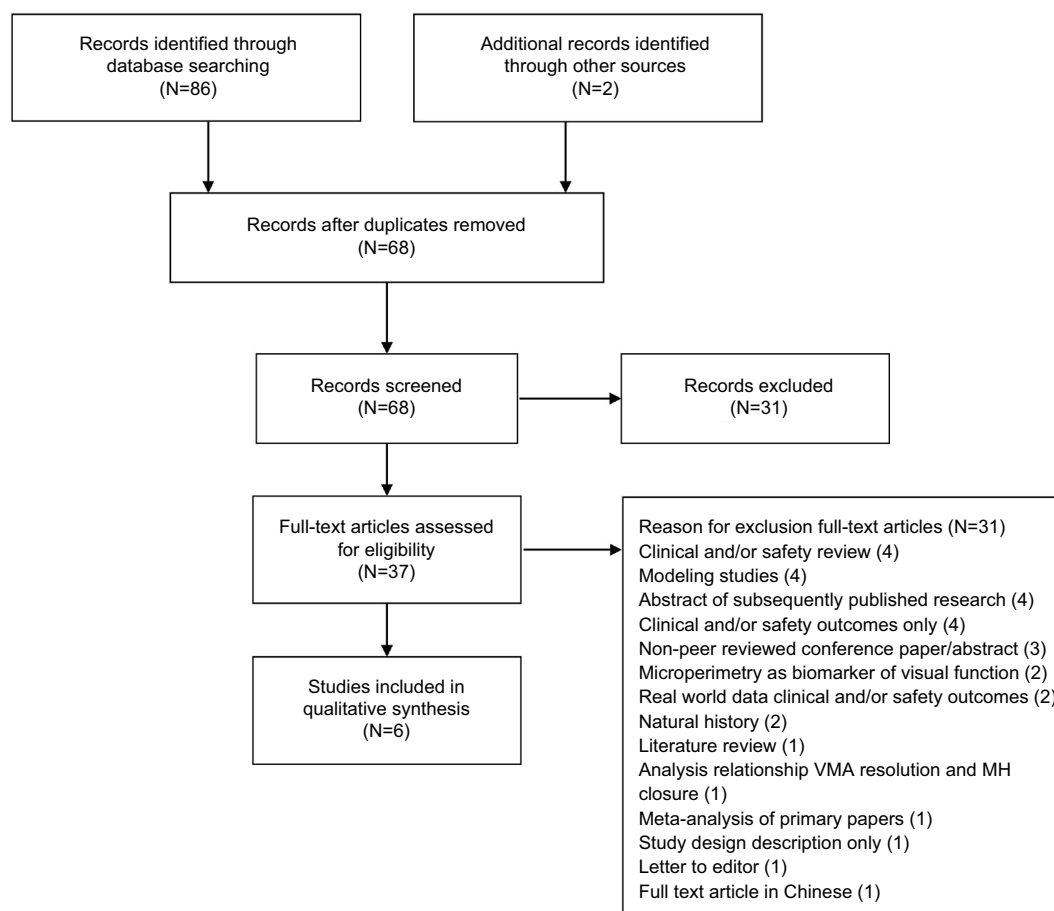 Records identified through
database searching
(N=86)
Additional records identified
through other sources
(N=2)
Records after duplicates removed
(N=68)
Records screened
(N=68)
Records excluded
(N=31)
Full-text articles assessed
for eligibility
(N=37)
Reason for exclusion full-text articles (N=31)
Clinical and/or safety review (4)
Modeling studies (4)
Abstract of subsequently published research (4)
Clinical and/or safety outcomes only (4)
Non-peer reviewed conference paper/abstract (3)
Microperimetry as biomarker of visual function (2)
Real world data clinical and/or safety outcomes (2)
Natural history (2)
Literature review (1)
Analysis relationship VMA resolution and MH
closure (1)
Meta-analysis of primary papers (1)
Study design description only (1)
Letter to editor (1)
Full text article in Chinese (1)
Studies included in
qualitative synthesis
(N=6)